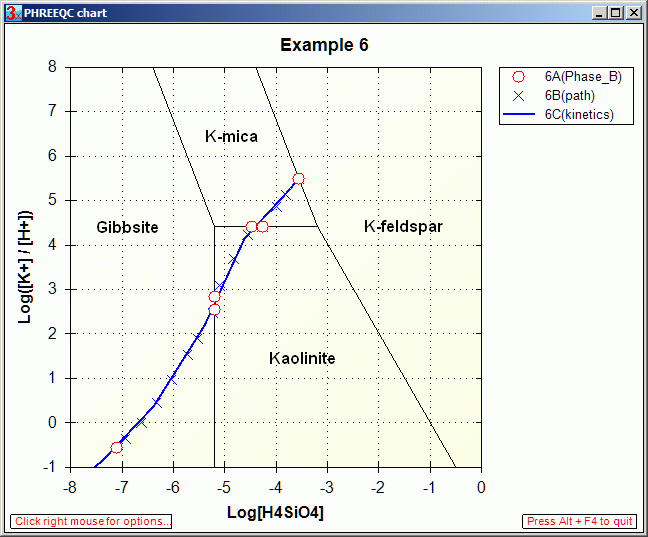 PHREEQC chart
Example 6
8
7
6
5
4
3
2
1
0
-1
-8
-7
-6
-5
-4
-3
-2
-1
0
Log([K+] / [H+])
Log[H4SiO4]
K-mica
Gibbsite
K-feldspar
Kaolinite
6A(Phase_B)
6B(path)
6C(kinetics)
Click right mouse for options...
Press Alt + F4 to quit